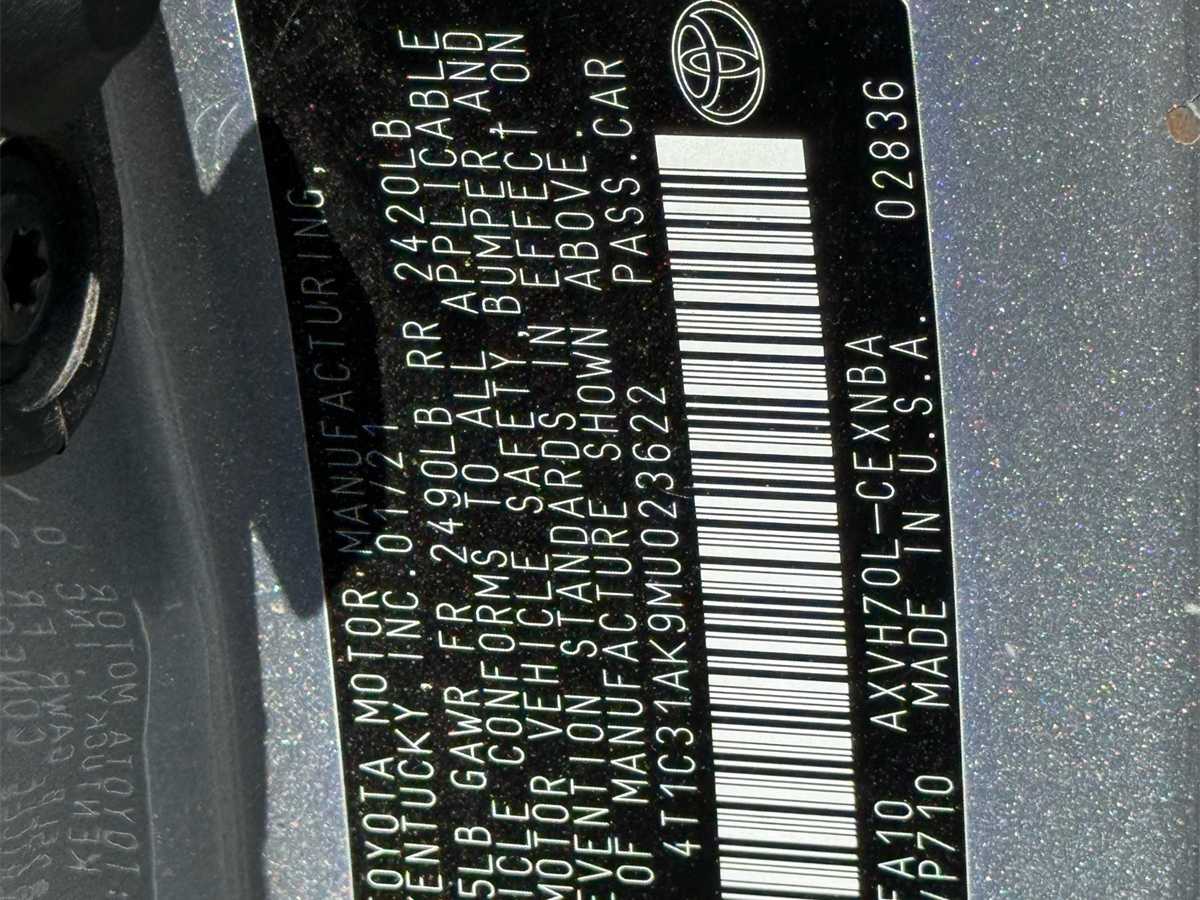 TOYOTA MOTOR MANUFACTURING,
KENTUCKY, INC. 01/21
5LB GAWR FR 2490LB RR 2420LB
ICLE CONFORMS TO ALL APPLICABLE
MOTOR VEHICLE SAFETY, BUMPER AND
EVENTION STANDARDS IN EFFECT ON
OF MANUFACTURE SHOWN ABOVE.
4T1C31AK9MU023622 PASS.CAR
FA10 AXVH70L-CEXNBA 02836
VP710 MADE IN U.S.A.